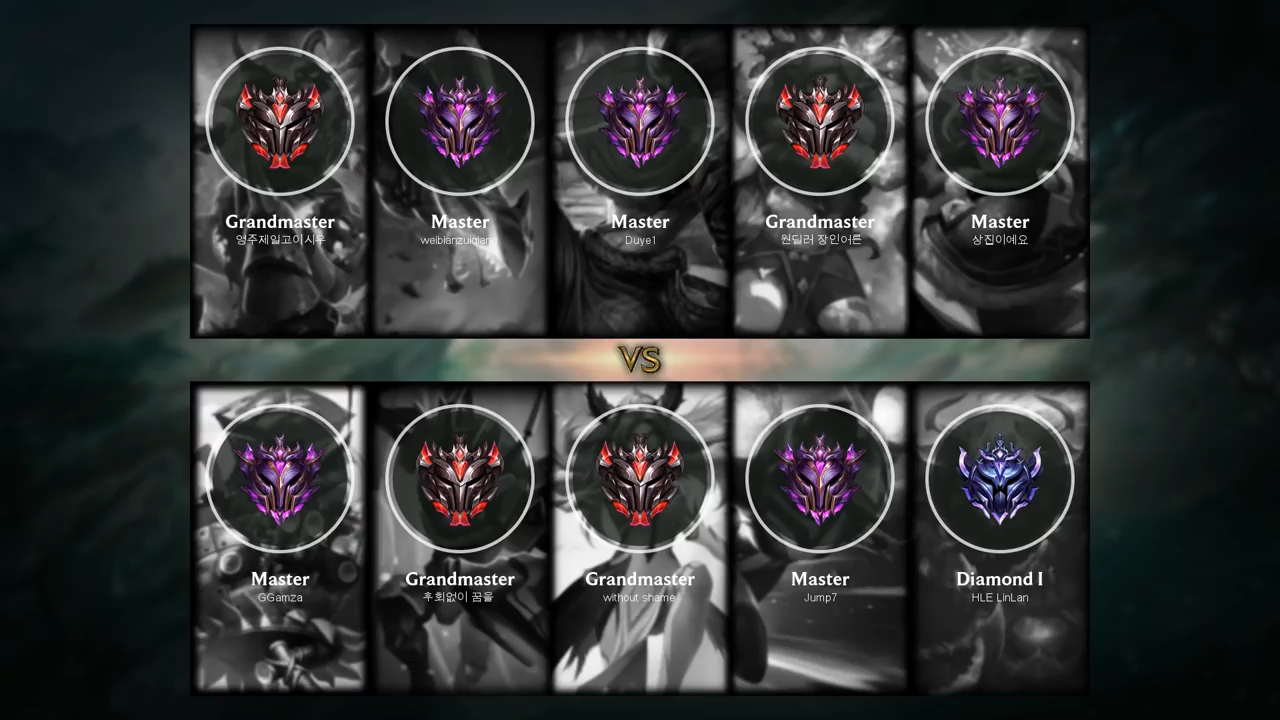 Grandmaster
영주제일고이시우
Master
weibianzuiqiang
Master
Duye1
Grandmaster
원딜러 장인어른
Master
상진이에요
VS
Master
GGamza
Grandmaster
후회없이 꿈을
Grandmaster
without shame
Master
Jump7
Diamond I
HLE LinLan